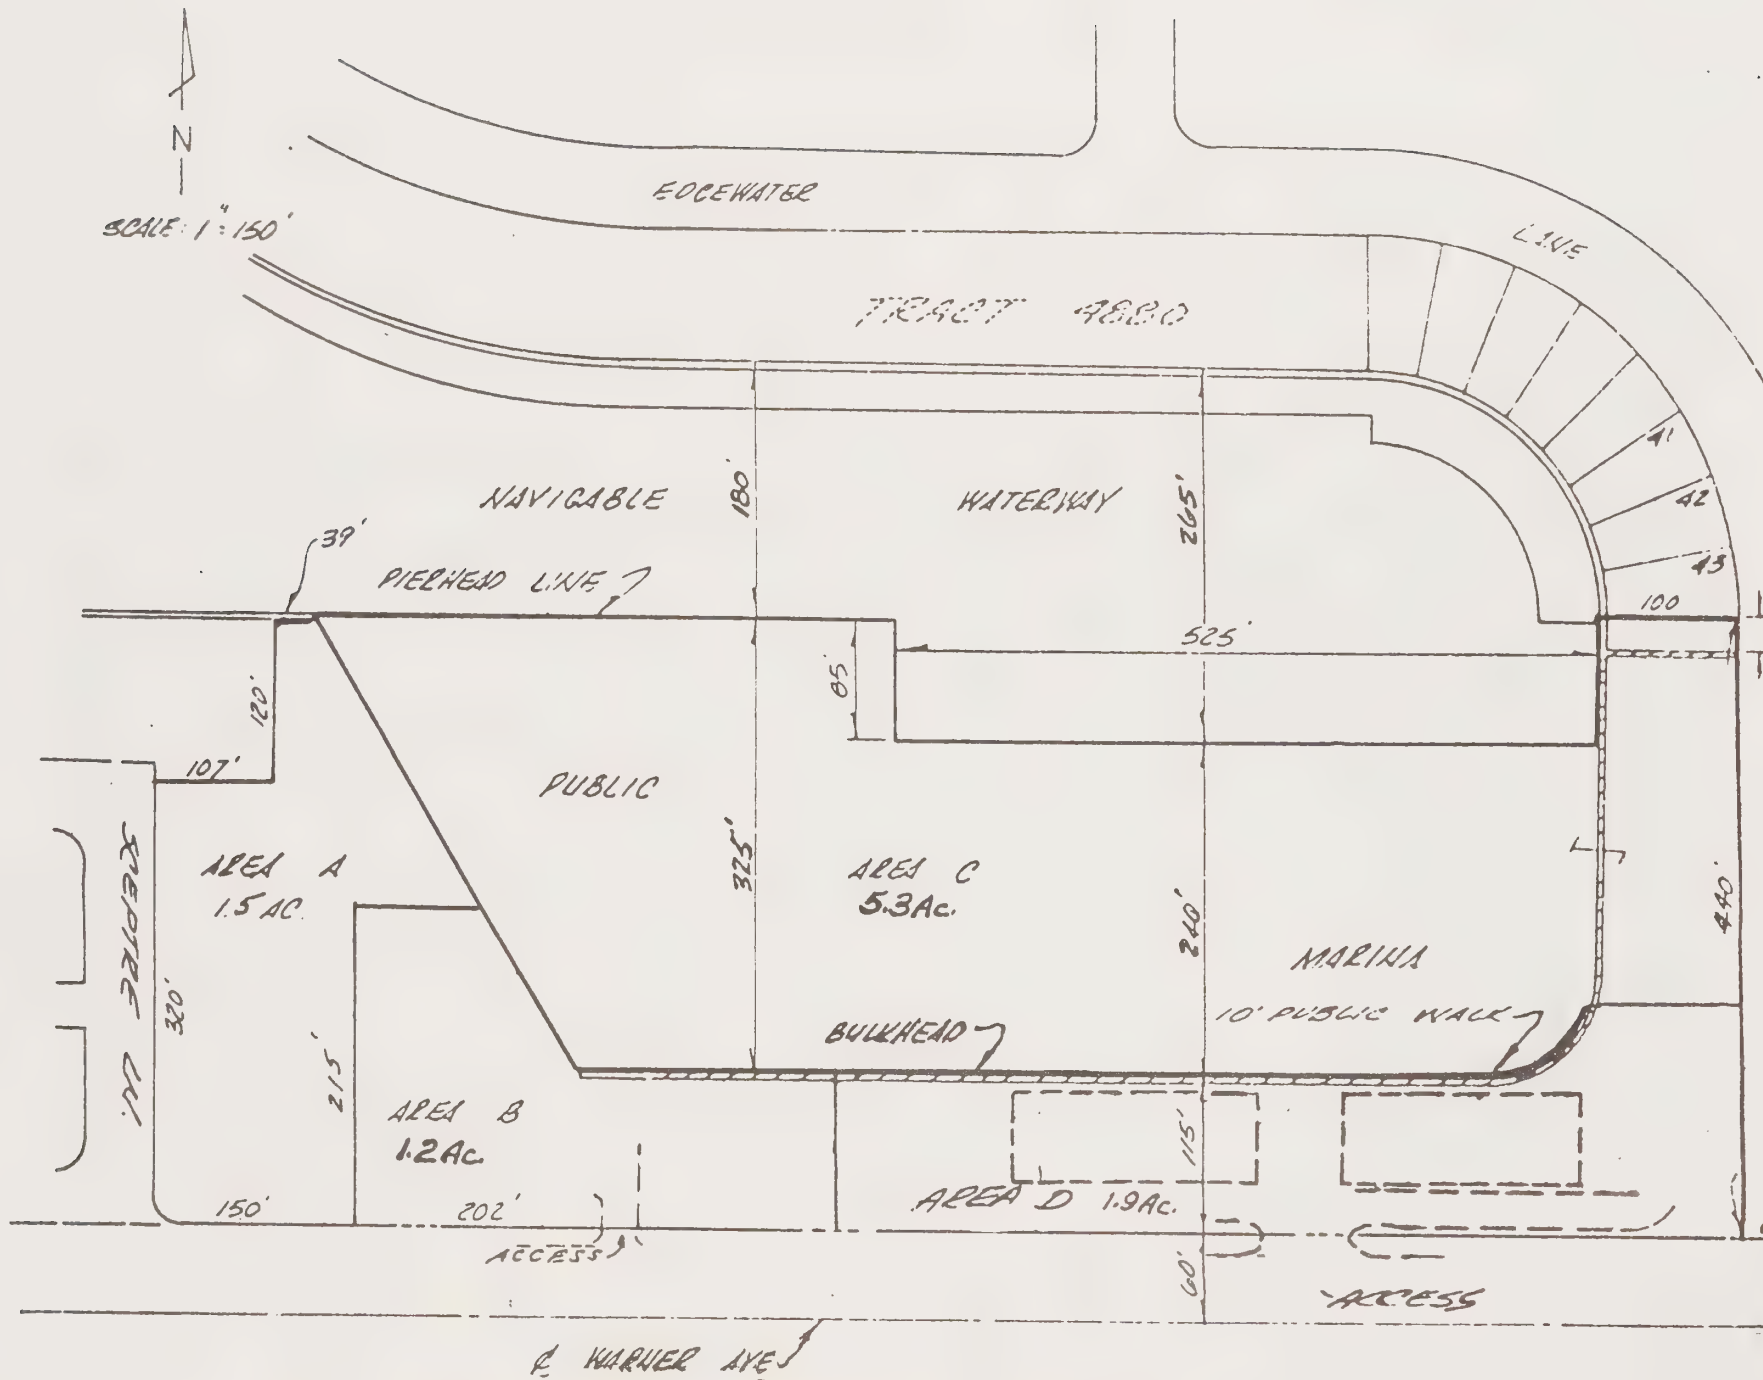 N
SCALE: 1" = 150'
EDGEWATER
LANE
TRACT 4880
41
42
43
100
NAVIGABLE
WATERWAY
180'
265'
39'
PIERHEAD LINE
525'
85'
120'
107'
PUBLIC
AREA A
1.5 AC.
325'
AREA C
5.3 Ac.
240'
440'
MARINA
SCEPTRE LN.
320'
215'
BULKHEAD
10' PUBLIC WALK
AREA B
1.2 Ac.
115'
AREA D 1.9 Ac.
150'
202'
ACCESS
60'
ACCESS
℄ WARNER AVE